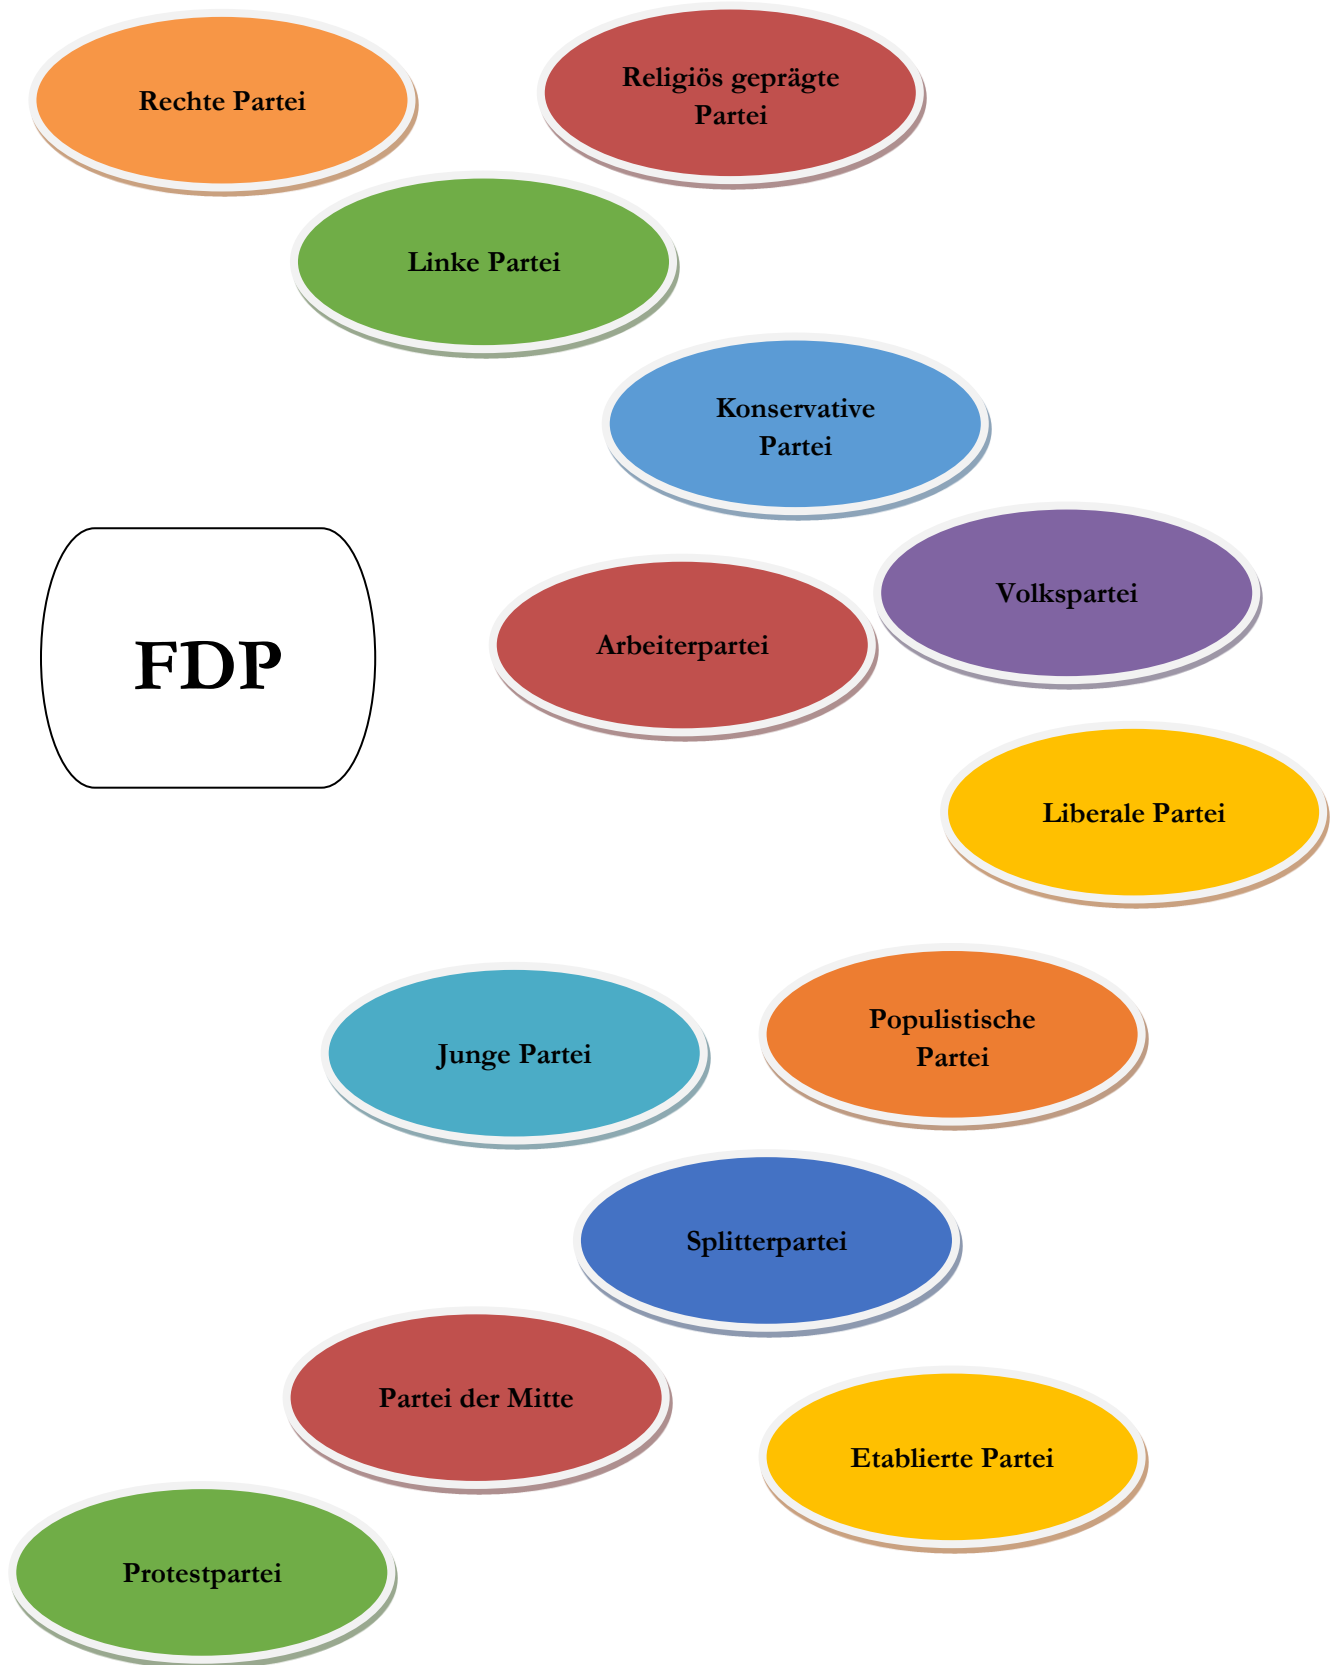 Religiös geprägte
Partei
Rechte Partei
Linke Partei
Konservative
Partei
Volkspartei
Arbeiterpartei
FDP
Liberale Partei
Populistische
Partei
Junge Partei
Splitterpartei
Partei der Mitte
Etablierte Partei
Protestpartei